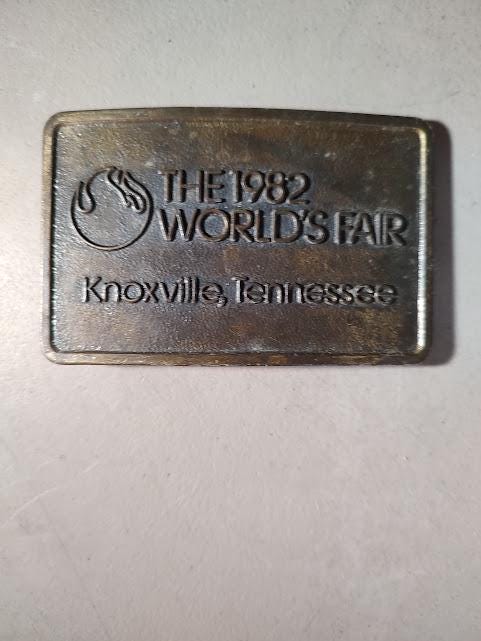 THE 1982
WORLD'S FAIR
Knoxville, Tennessee